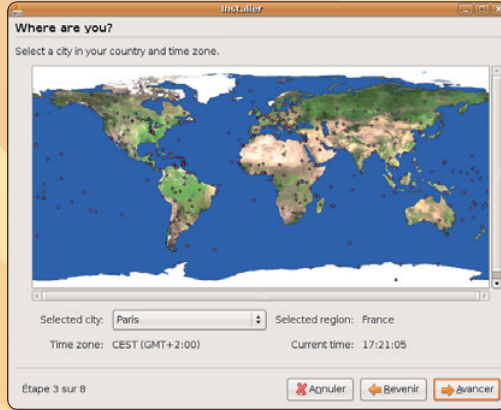 Installer
Where are you?
Select a city in your country and time zone.
Selected city: Paris Selected region: France
Time zone: CEST (GMT+2:00) Current time: 17:21:05
Étape 3 sur 8 Annuler Revenir Avancer